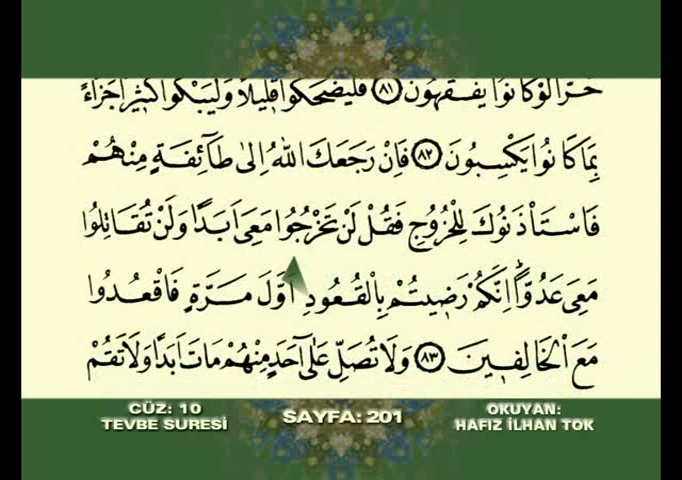 حَرًّا لَوْ كَانُوا يَفْقَهُونَ ﴿٨١﴾ فَلْيَضْحَكُوا قَلِيلًا وَلْيَبْكُوا كَثِيرًا جَزَاءً
بِمَا كَانُوا يَكْسِبُونَ ﴿٨٢﴾ فَاِنْ رَجَعَكَ اللّٰهُ اِلٰى طَٓائِفَةٍ مِنْهُمْ
فَاسْتَأْذَنُوكَ لِلْخُرُوجِ فَقُلْ لَنْ تَخْرُجُوا مَعِيَ اَبَدًا وَلَنْ تُقَاتِلُوا
مَعِيَ عَدُوًّا اِنَّكُمْ رَضِيتُمْ بِالْقُعُودِ اَوَّلَ مَرَّةٍ فَاقْعُدُوا
مَعَ الْخَالِفِينَ ﴿٨٣﴾ وَلَا تُصَلِّ عَلٰٓى اَحَدٍ مِنْهُمْ مَاتَ اَبَدًا وَلَا تَقُمْ
CÜZ: 10
TEVBE SURESİ
SAYFA: 201
OKUYAN:
HAFIZ İLHAN TOK